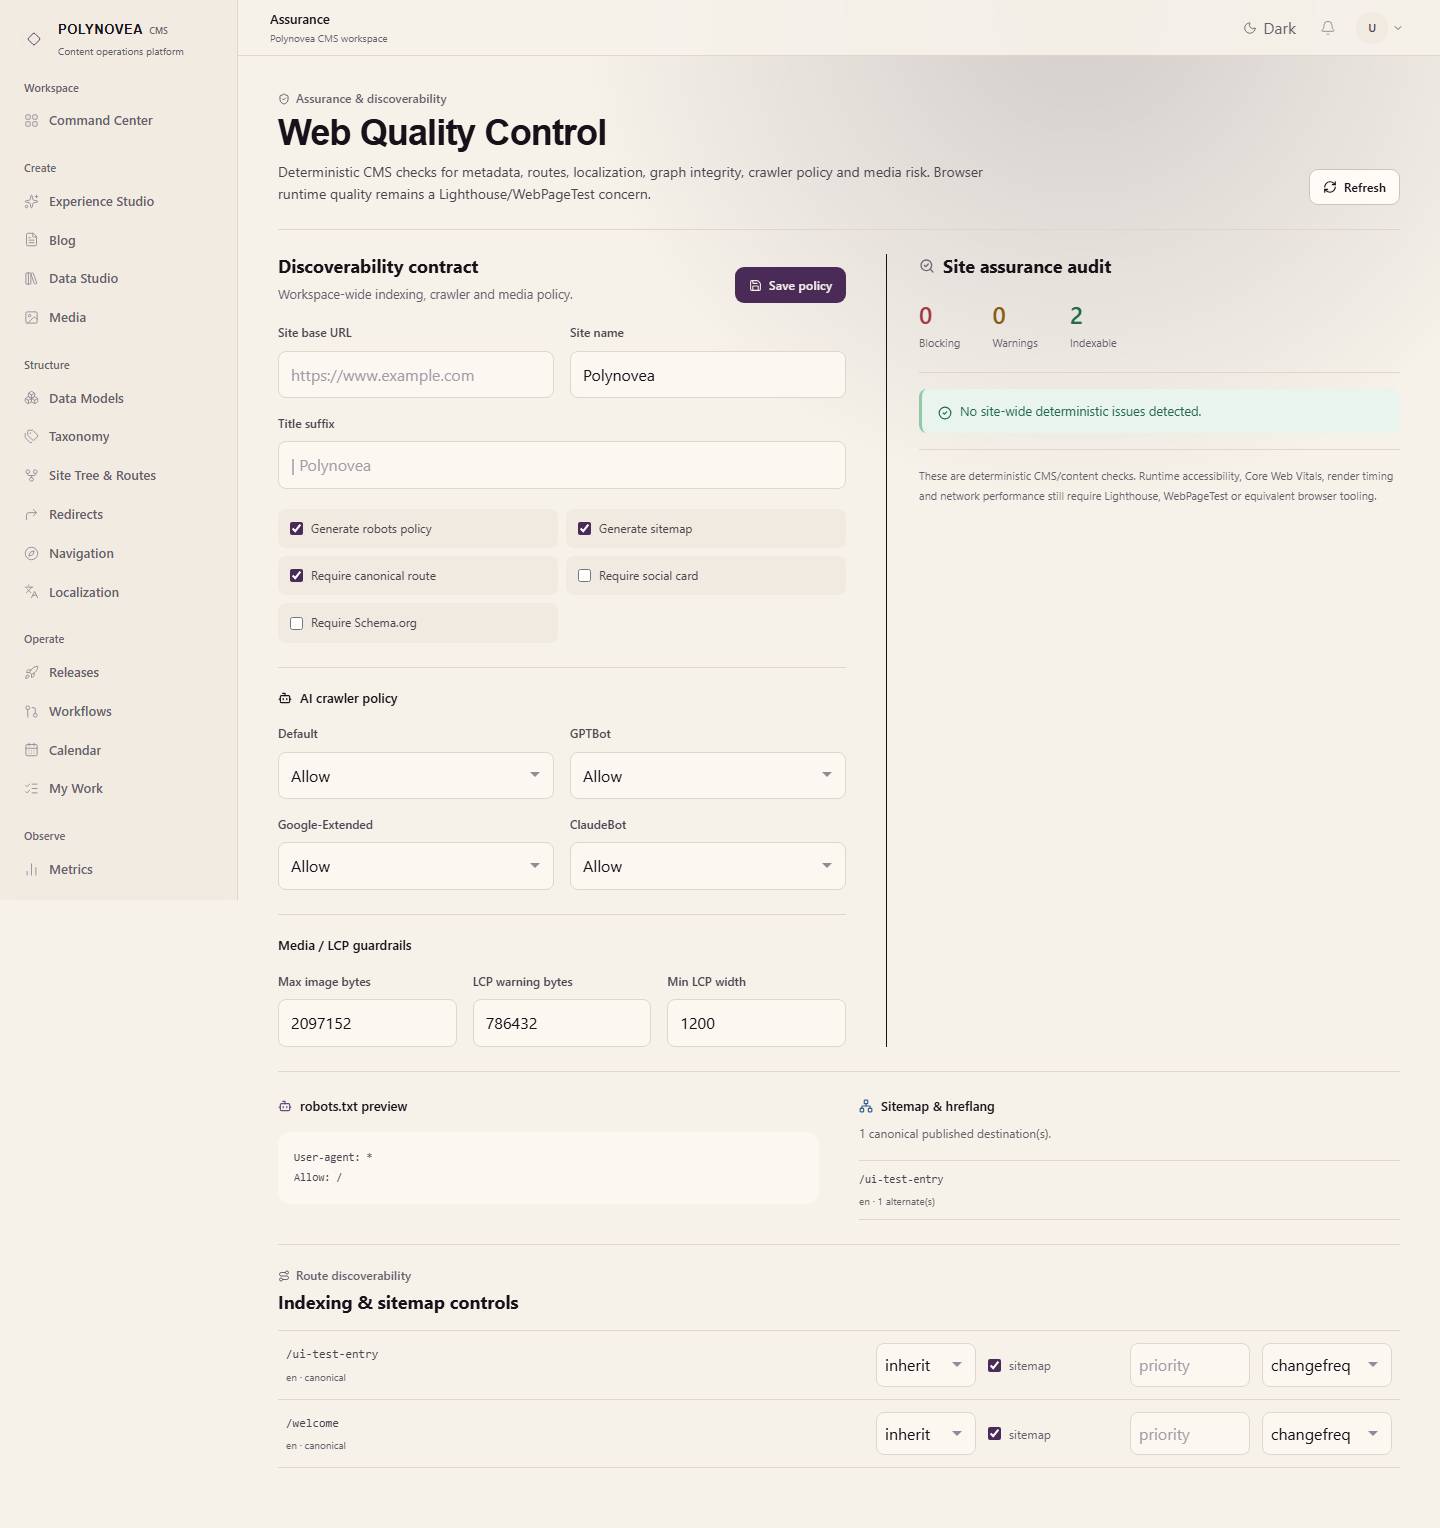 POLYNOVEA CMS
Content operations platform
Workspace
Command Center
Create
Experience Studio
Blog
Data Studio
Media
Structure
Data Models
Taxonomy
Site Tree & Routes
Redirects
Navigation
Localization
Operate
Releases
Workflows
Calendar
My Work
Observe
Metrics
Assurance
Polynovea CMS workspace
Dark
U
Assurance & discoverability
Web Quality Control
Deterministic CMS checks for metadata, routes, localization, graph integrity, crawler policy and media risk. Browser
runtime quality remains a Lighthouse/WebPageTest concern.
Refresh
Discoverability contract
Workspace-wide indexing, crawler and media policy.
Save policy
Site base URL
Site name
https://www.example.com
Polynovea
Title suffix
| Polynovea
Generate robots policy
Generate sitemap
Require canonical route
Require social card
Require Schema.org
AI crawler policy
Default
GPTBot
Allow
Allow
Google-Extended
ClaudeBot
Allow
Allow
Media / LCP guardrails
Max image bytes
LCP warning bytes
Min LCP width
2097152
786432
1200
Site assurance audit
0
0
2
Blocking
Warnings
Indexable
No site-wide deterministic issues detected.
These are deterministic CMS/content checks. Runtime accessibility, Core Web Vitals, render timing
and network performance still require Lighthouse, WebPageTest or equivalent browser tooling.
robots.txt preview
User-agent: *
Allow: /
Sitemap & hreflang
1 canonical published destination(s).
/ui-test-entry
en · 1 alternate(s)
Route discoverability
Indexing & sitemap controls
/ui-test-entry
en · canonical
inherit
sitemap
priority
changefreq
/welcome
en · canonical
inherit
sitemap
priority
changefreq